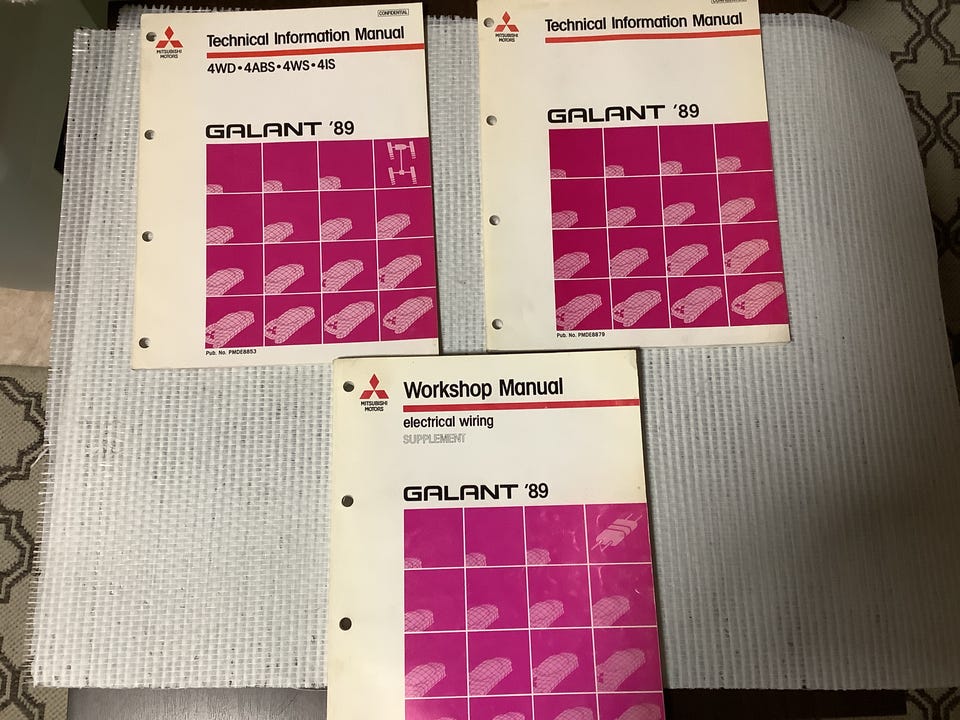 CONFIDENTIAL
MITSUBISHI
MOTORS
Technical Information Manual
4WD•4ABS•4WS•4IS
GALANT '89
Pub. No. PMDE8853
MITSUBISHI
MOTORS
Technical Information Manual
GALANT '89
Pub. No. PMDE8879
MITSUBISHI
MOTORS
Workshop Manual
electrical wiring
SUPPLEMENT
GALANT '89